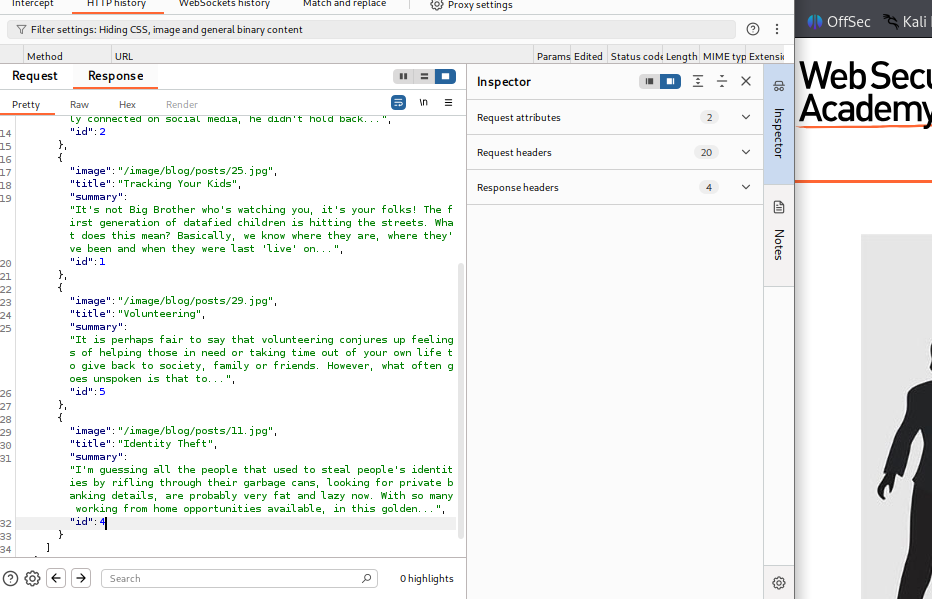 Intercept HTTP history WebSockets history Match and replace Proxy settings
OffSec Kali
Filter settings: Hiding CSS, image and general binary content
Method URL Params Edited Status code Length MIME typ Extensi
Request Response
Inspector
Web Secu
Academy
Pretty Raw Hex Render \n
ly connected on social media, he didn't hold back...",
14 "id":2
15 },
16 {
17 "image":"/image/blog/posts/25.jpg",
18 "title":"Tracking Your Kids",
19 "summary":
"It's not Big Brother who's watching you, it's your folks! The f
irst generation of datafied children is hitting the streets. Wha
t does this mean? Basically, we know where they are, where they'
ve been and when they were last 'live' on...",
20 "id":1
21 },
22 {
23 "image":"/image/blog/posts/29.jpg",
24 "title":"Volunteering",
25 "summary":
"It is perhaps fair to say that volunteering conjures up feeling
s of helping those in need or taking time out of your own life t
o give back to society, family or friends. However, what often g
oes unspoken is that to...",
26 "id":5
27 },
28 {
29 "image":"/image/blog/posts/11.jpg",
30 "title":"Identity Theft",
31 "summary":
"I'm guessing all the people that used to steal people's identit
ies by rifling through their garbage cans, looking for private b
anking details, are probably very fat and lazy now. With so many
working from home opportunities available, in this golden...",
32 "id":4
33 }
34 ]
Request attributes 2
Request headers 20
Response headers 4
Inspector
Notes
Search 0 highlights